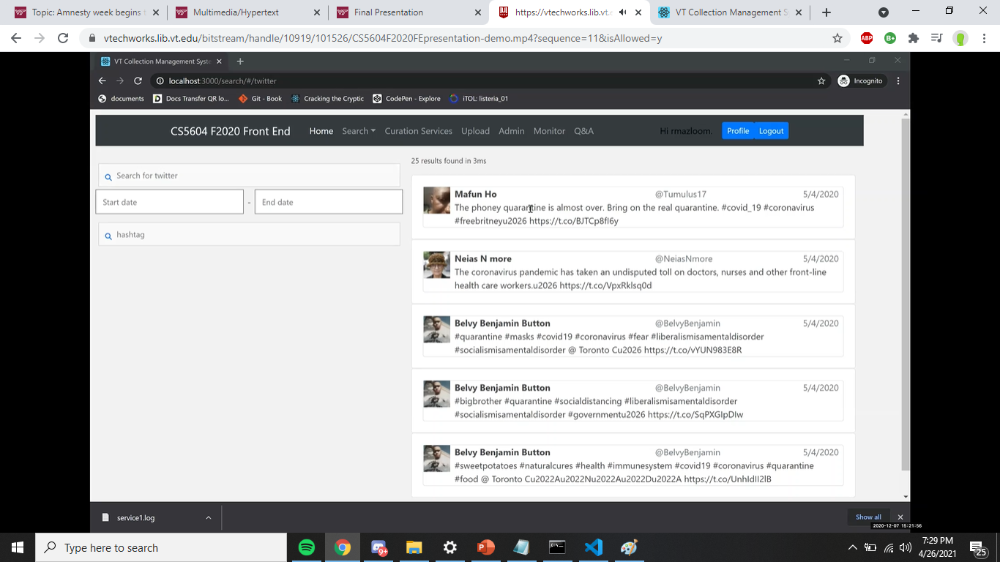 Topic: Amnesty week begins t
Multimedia/Hypertext
Final Presentation
https://vtechworks.lib.vt.e
VT Collection Management S
vtechworks.lib.vt.edu/bitstream/handle/10919/101526/CS5604F2020FEpresentation-demo.mp4?sequence=11&isAllowed=y
ABP
B+
VT Collection Management Syste
localhost:3000/search/#/twitter
Incognito
documents
Docs Transfer QR lo...
Git - Book
Cracking the Cryptic
CodePen - Explore
iTOL: listeria_01
CS5604 F2020 Front End
Home
Search
Curation Services
Upload
Admin
Monitor
Q&A
Hi rmazloom.
Profile
Logout
Search for twitter
Start date
-
End date
hashtag
25 results found in 3ms
Mafun Ho @Tumulus17 5/4/2020
The phoney quarantine is almost over. Bring on the real quarantine. #covid_19 #coronavirus
#freebritneyu2026 https://t.co/BJTCp8fI6y
Neias N more @NeiasNmore 5/4/2020
The coronavirus pandemic has taken an undisputed toll on doctors, nurses and other front-line
health care workers.u2026 https://t.co/VpxRklsq0d
Belvy Benjamin Button @BelvyBenjamin 5/4/2020
#quarantine #masks #covid19 #coronavirus #fear #liberalismisamentaldisorder
#socialismisamentaldisorder @ Toronto Cu2026 https://t.co/vYUN983E8R
Belvy Benjamin Button @BelvyBenjamin 5/4/2020
#bigbrother #quarantine #socialdistancing #liberalismisamentaldisorder
#socialismisamentaldisorder #governmentu2026 https://t.co/SqPXGIpDIw
Belvy Benjamin Button @BelvyBenjamin 5/4/2020
#sweetpotatoes #naturalcures #health #immunesystem #covid19 #coronavirus #quarantine
#food @ Toronto Cu2022Au2022Nu2022Au2022Du2022A https://t.co/UnhIdII2lB
service1.log
Show all
2020-12-07 15:21:56
Type here to search
9+
7:29 PM
4/26/2021
25